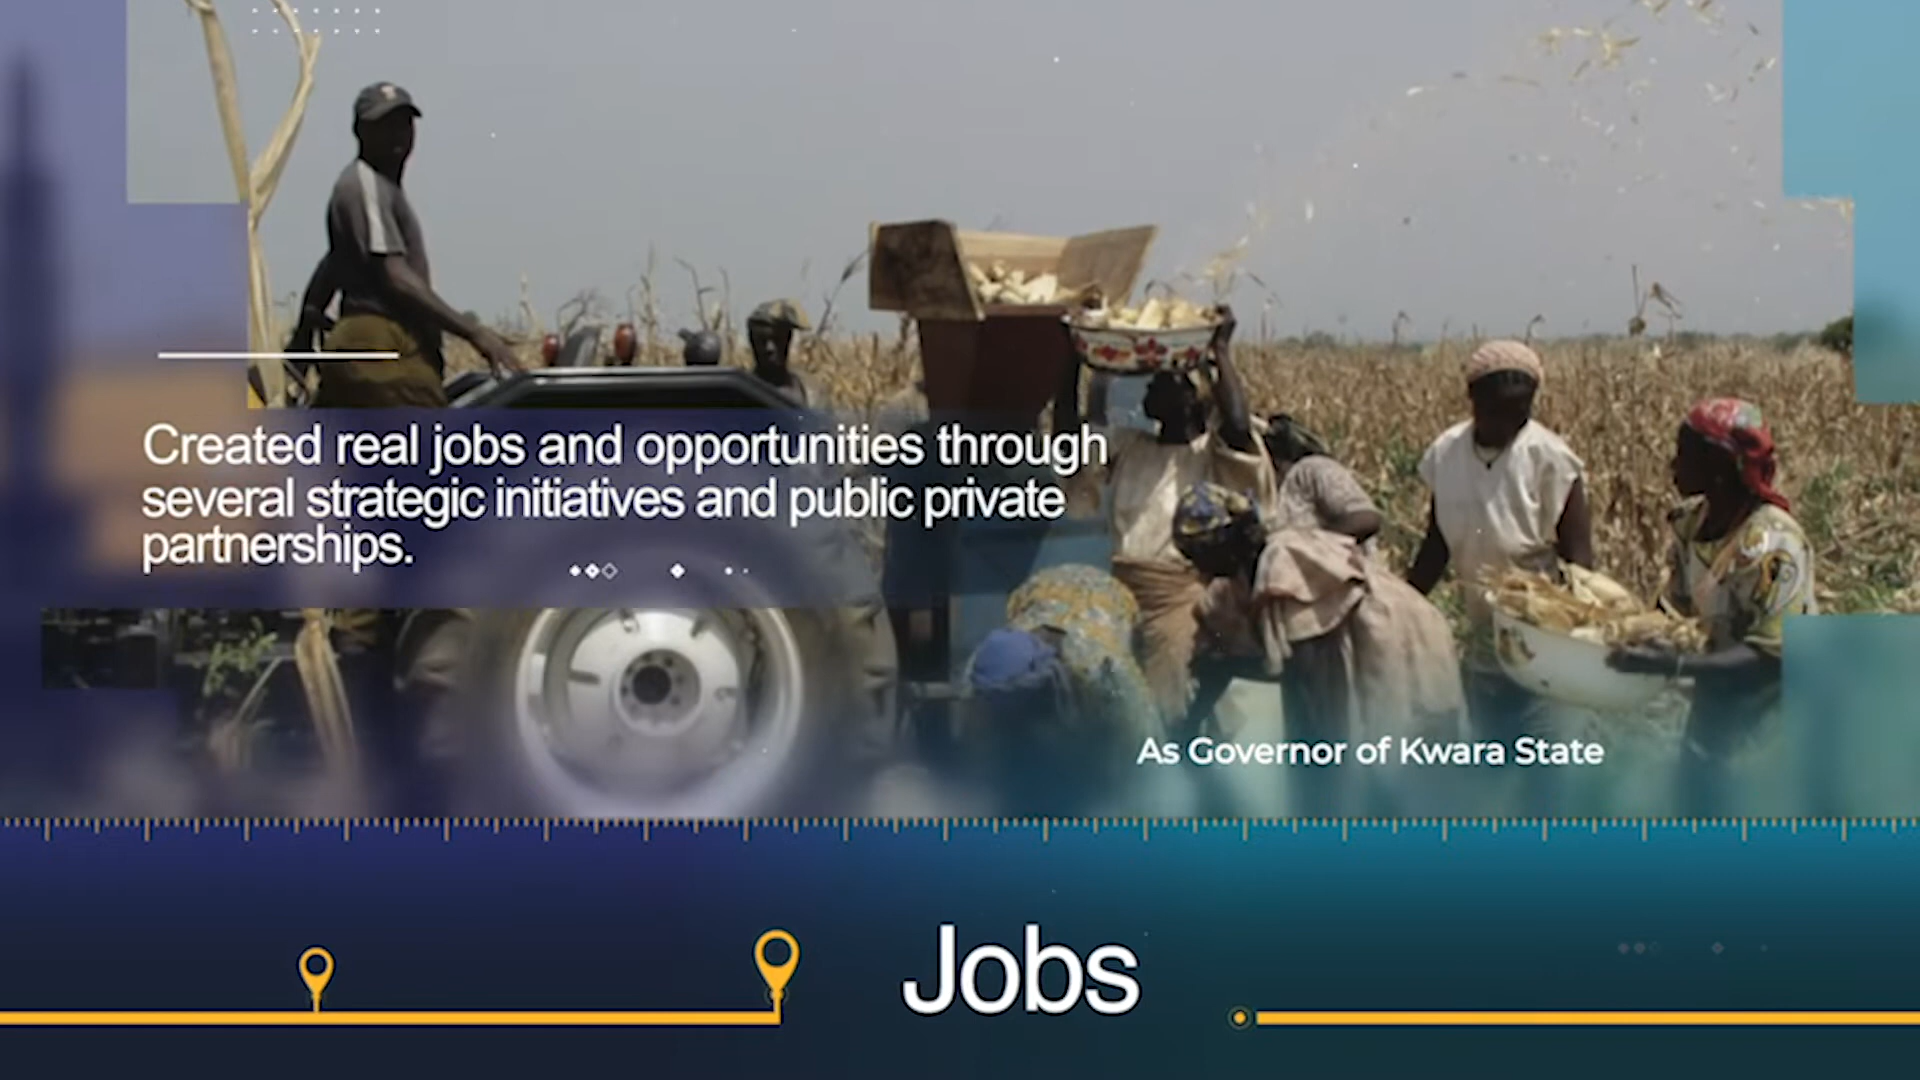 Created real jobs and opportunities through
several strategic initiatives and public private
partnerships.
As Governor of Kwara State
Jobs